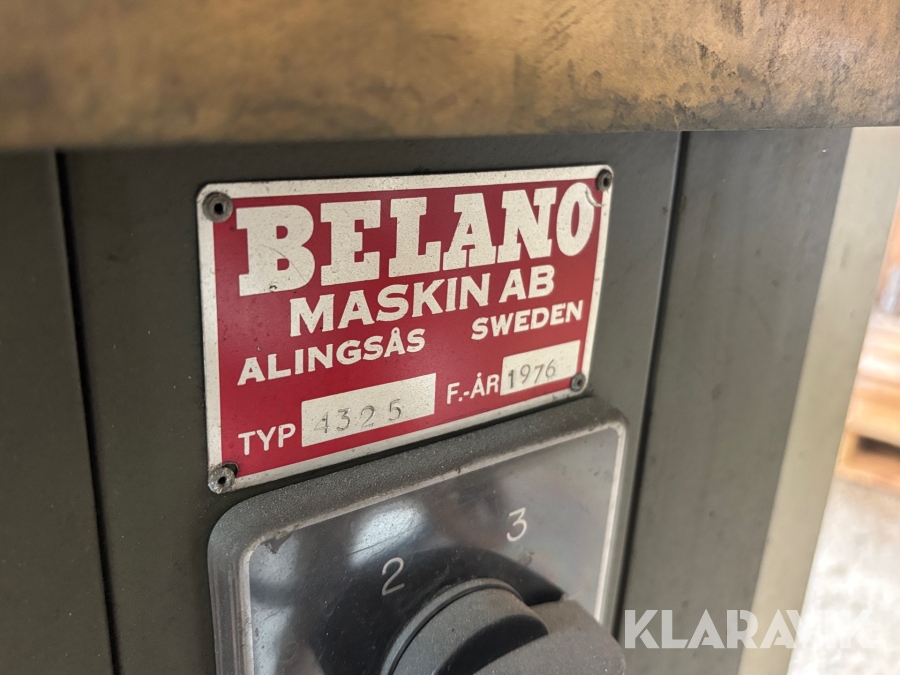 BELANO
MASKIN AB
ALINGSÅS SWEDEN
TYP 4325 F.-ÅR 1976
3
2
KLARAVIK